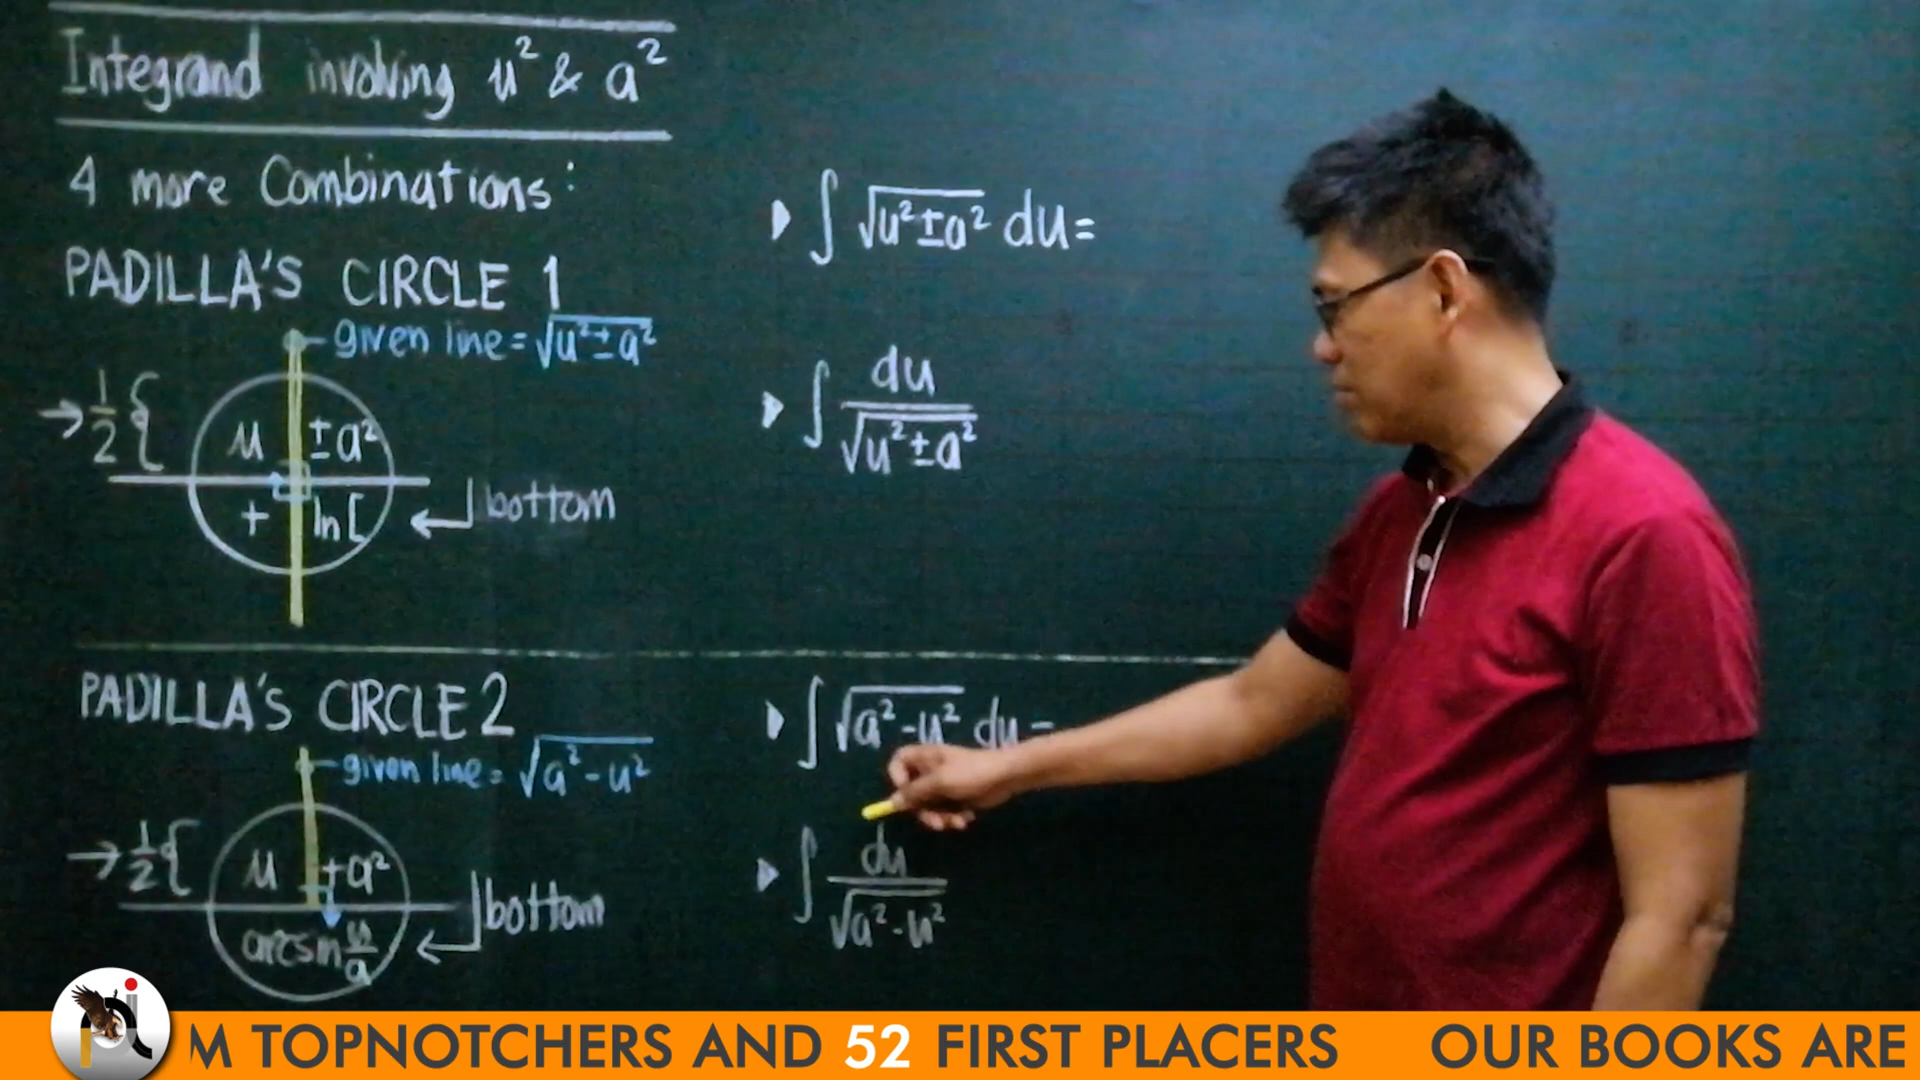 Integrand involving u² & a²
4 more Combinations:
PADILLA'S CIRCLE 1
given line = √(u² ± a²)
→ 1/2 {
u ± a²
+ ln [
bottom
PADILLA'S CIRCLE 2
given line = √(a² - u²)
→ 1/2 {
u + a²
arcsin u/a
bottom
∫ √(u² ± a²) du =
∫ du / √(u² ± a²)
∫ √(a² - u²) du =
∫ du / √(a² - u²)
M TOPNOTCHERS AND 52 FIRST PLACERS OUR BOOKS ARE